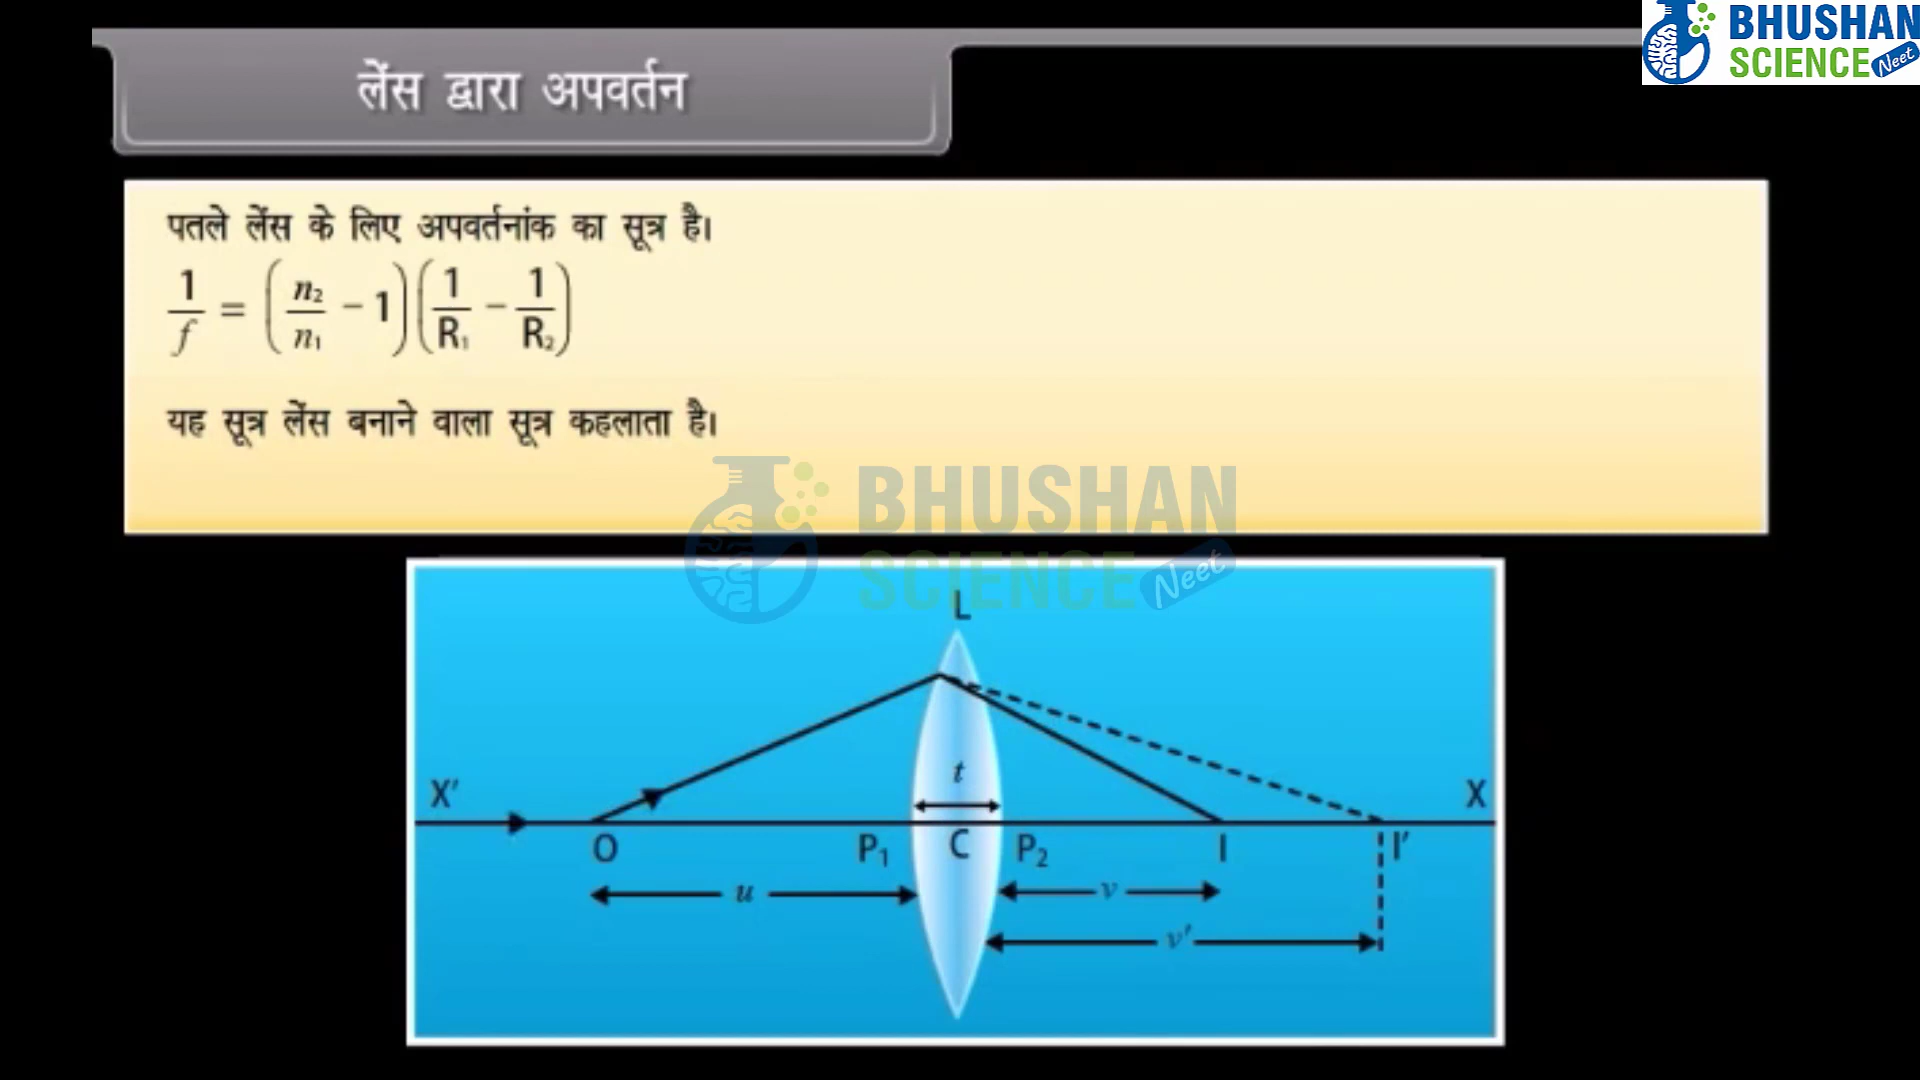 BHUSHAN
SCIENCE Neet
लेंस द्वारा अपवर्तन
पतले लेंस के लिए अपवर्तनांक का सूत्र है।
1/f = (n₂/n₁ − 1)(1/R₁ − 1/R₂)
यह सूत्र लेंस बनाने वाला सूत्र कहलाता है।
BHUSHAN
SCIENCE Neet
L
t
X′ X
O P₁ C P₂ I I′
u v
v′